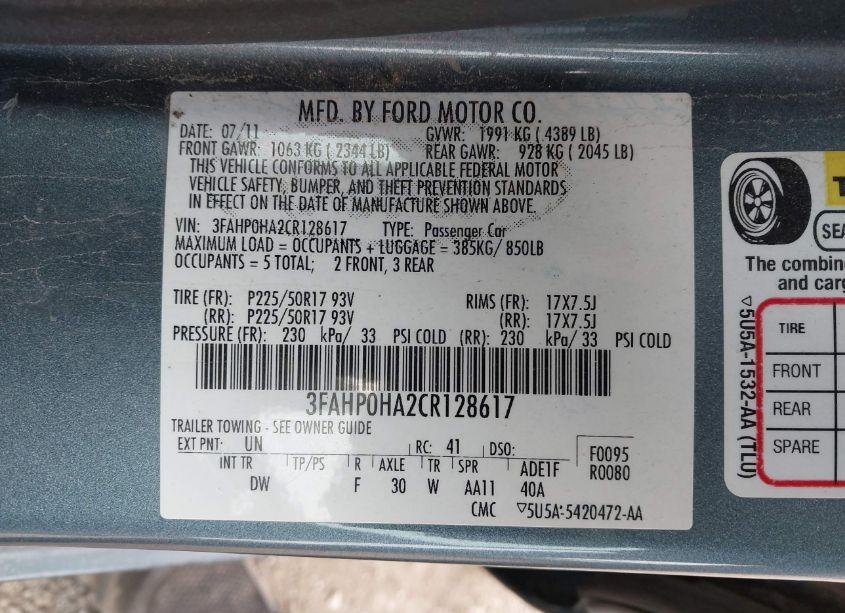 MFD. BY FORD MOTOR CO.
DATE: 07/11 GVWR: 1991 KG ( 4389 LB)
FRONT GAWR: 1063 KG ( 2344 LB) REAR GAWR: 928 KG ( 2045 LB)
THIS VEHICLE CONFORMS TO ALL APPLICABLE FEDERAL MOTOR
VEHICLE SAFETY, BUMPER, AND THEFT PREVENTION STANDARDS
IN EFFECT ON THE DATE OF MANUFACTURE SHOWN ABOVE.
VIN: 3FAHP0HA2CR128617 TYPE: Passenger Car
MAXIMUM LOAD = OCCUPANTS + LUGGAGE = 385KG/ 850LB
OCCUPANTS = 5 TOTAL; 2 FRONT, 3 REAR
TIRE (FR): P225/50R17 93V RIMS (FR): 17X7.5J
(RR): P225/50R17 93V (RR): 17X7.5J
PRESSURE (FR): 230 kPa/ 33 PSI COLD (RR): 230 kPa/ 33 PSI COLD
3FAHP0HA2CR128617
TRAILER TOWING - SEE OWNER GUIDE
EXT PNT: UN RC: 41 DSO: F0095
INT TR TP/PS R AXLE TR SPR ADE1F R0080
DW F 30 W AA11 40A
CMC ▽5U5A-5420472-AA
SEA
The combin
and carg
TIRE
FRONT
REAR
SPARE
▽5U5A-1532-AA (TLU)